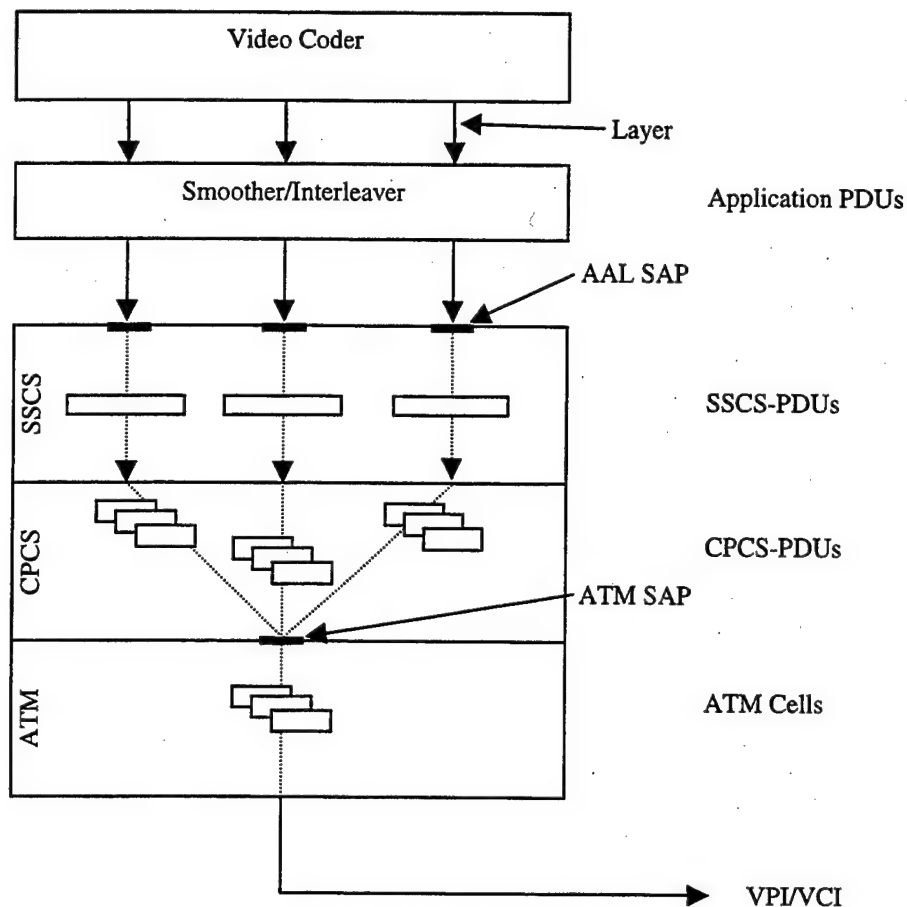 Video Coder
Layer
Smoother/Interleaver
Application PDUs
AAL SAP
SSCS
SSCS-PDUs
CPCS
CPCS-PDUs
ATM SAP
ATM
ATM Cells
VPI/VCI